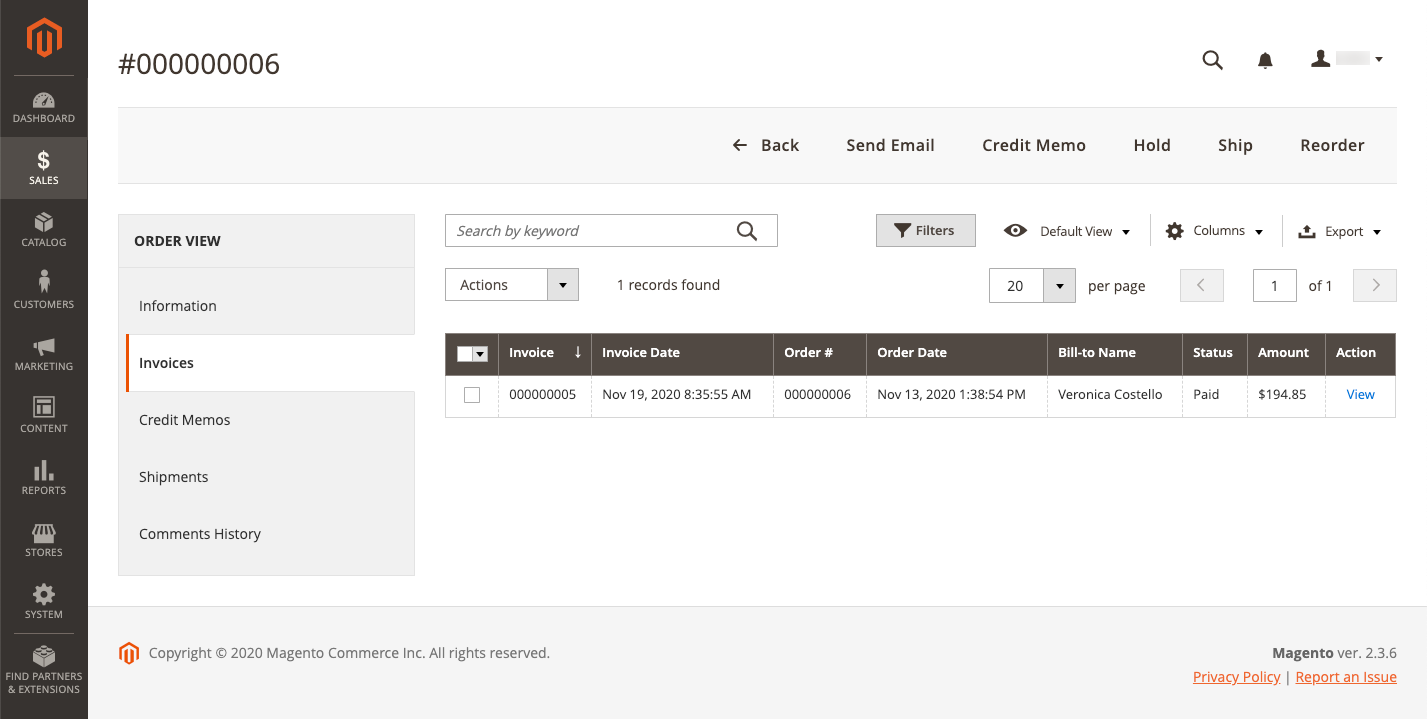 #000000006
DASHBOARD
SALES
CATALOG
CUSTOMERS
MARKETING
CONTENT
REPORTS
STORES
SYSTEM
FIND PARTNERS
& EXTENSIONS
Back Send Email Credit Memo Hold Ship Reorder
ORDER VIEW
Information
Invoices
Credit Memos
Shipments
Comments History
Search by keyword
Filters Default View Columns Export
Actions 1 records found 20 per page 1 of 1
Invoice ↓ Invoice Date Order # Order Date Bill-to Name Status Amount Action
000000005 Nov 19, 2020 8:35:55 AM 000000006 Nov 13, 2020 1:38:54 PM Veronica Costello Paid $194.85 View
Copyright © 2020 Magento Commerce Inc. All rights reserved.
Magento ver. 2.3.6
Privacy Policy | Report an Issue